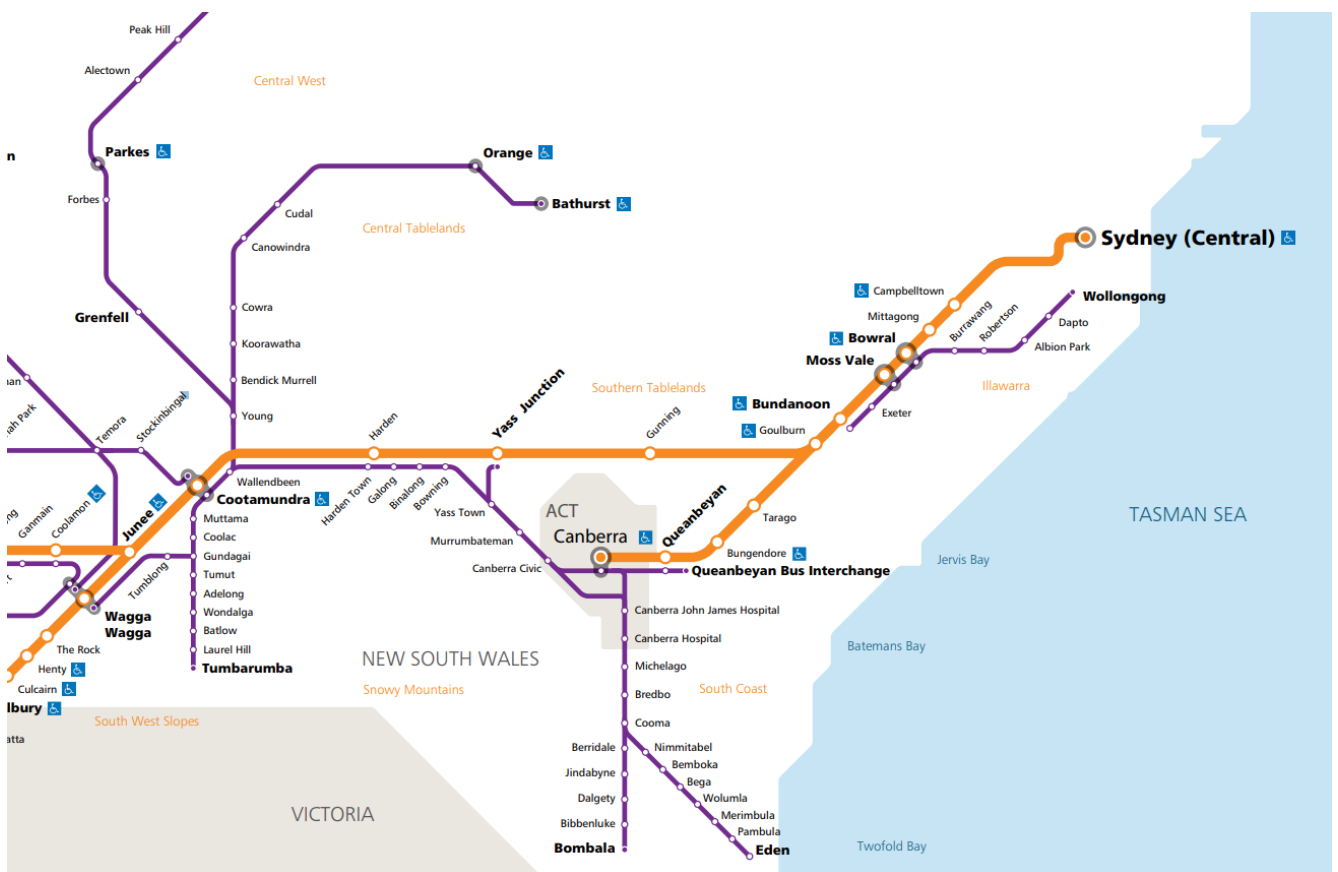 Peak Hill
Alectown
Central West
Parkes
n
Orange
Forbes
Bathurst
Cudal
Central Tablelands
Canowindra
Sydney (Central)
Campbelltown
Wollongong
Cowra
Mittagong
Burrawang
Robertson
Grenfell
Dapto
Bowral
Koorawatha
Albion Park
Moss Vale
man
Bendick Murrell
Southern Tablelands
Illawarra
Yass Junction
Bundanoon
Exeter
Stockinbingal
Young
Harden
Gunning
Goulburn
ah Park
Temora
Wallendbeen
Cootamundra
Harden Town
Galong
Binalong
Bowning
Yass Town
ACT
Queanbeyan
Tarago
TASMAN SEA
ng
Ganmain
Coolamon
Junee
Muttama
Coolac
Murrumbateman
Canberra
Gundagai
Bungendore
Jervis Bay
Canberra Civic
Queanbeyan Bus Interchange
Tumblong
Tumut
Adelong
Wagga
Wagga
Wondalga
Canberra John James Hospital
Batlow
Canberra Hospital
Batemans Bay
The Rock
Laurel Hill
NEW SOUTH WALES
Henty
Tumbarumba
Michelago
Culcairn
Snowy Mountains
Bredbo
South Coast
lbury
South West Slopes
Cooma
atta
Berridale
Nimmitabel
Bemboka
Jindabyne
Bega
Dalgety
Wolumla
VICTORIA
Merimbula
Bibbenluke
Pambula
Bombala
Eden
Twofold Bay